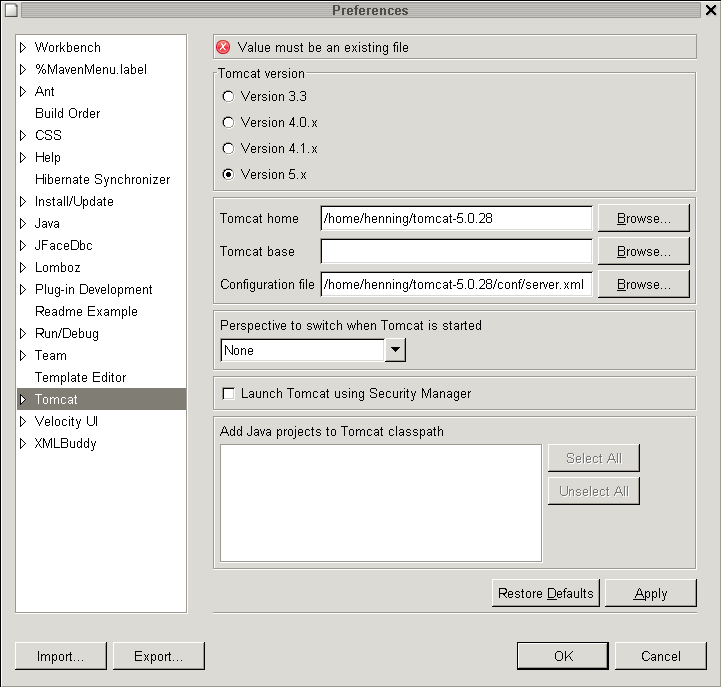 Preferences
Workbench
%MavenMenu.label
Ant
Build Order
CSS
Help
Hibernate Synchronizer
Install/Update
Java
JFaceDbc
Lomboz
Plug-in Development
Readme Example
Run/Debug
Team
Template Editor
Tomcat
Velocity UI
XMLBuddy
Value must be an existing file
Tomcat version
Version 3.3
Version 4.0.x
Version 4.1.x
Version 5.x
Tomcat home /home/henning/tomcat-5.0.28 Browse...
Tomcat base Browse...
Configuration file /home/henning/tomcat-5.0.28/conf/server.xml Browse...
Perspective to switch when Tomcat is started
None
Launch Tomcat using Security Manager
Add Java projects to Tomcat classpath
Select All
Unselect All
Restore Defaults Apply
Import... Export... OK Cancel